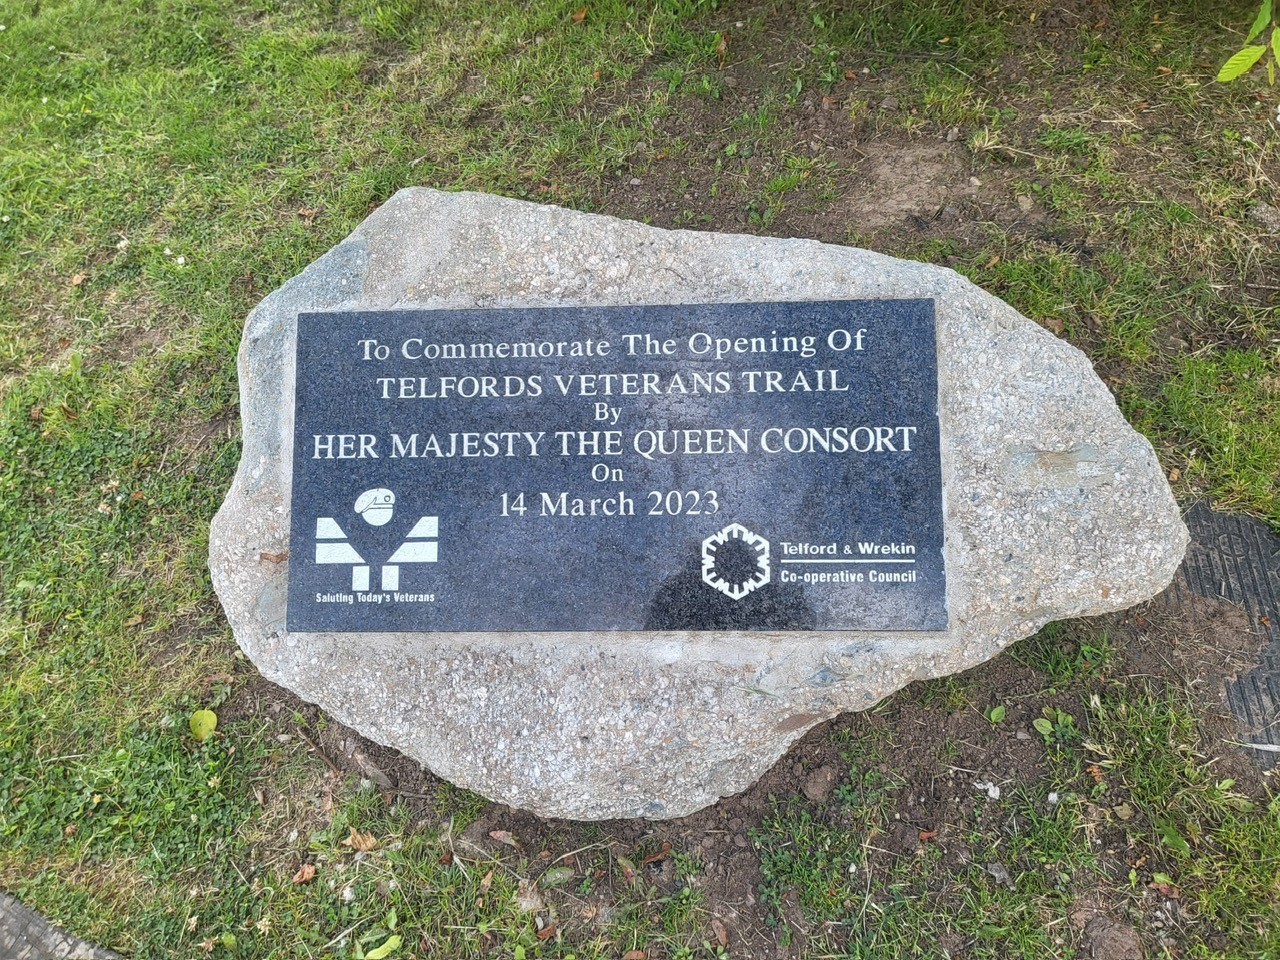 To Commemorate The Opening Of
TELFORDS VETERANS TRAIL
By
HER MAJESTY THE QUEEN CONSORT
On
14 March 2023
Saluting Today's Veterans
Telford & Wrekin
Co-operative Council